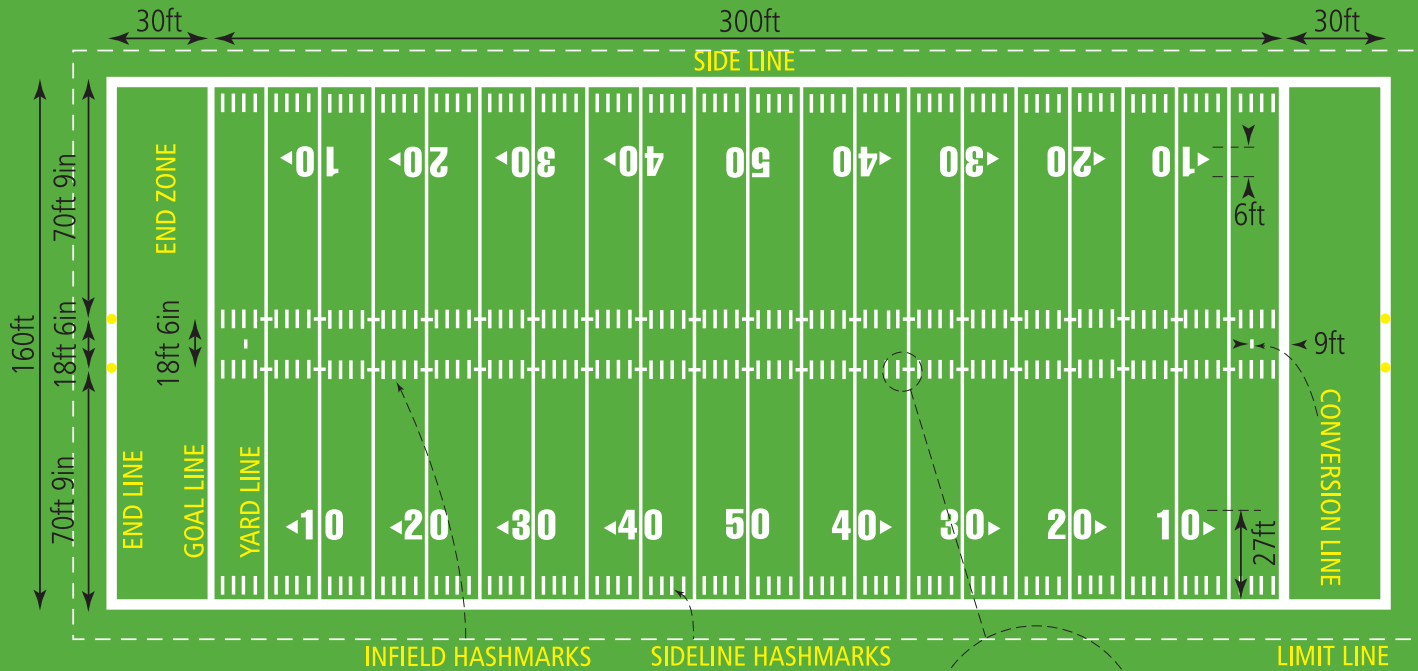 30ft
300ft
30ft
SIDE LINE
10 20 30 40 50 40 30 20 10
70ft 9in
END ZONE
6ft
160ft
18ft 6in
18ft 6in
9ft
70ft 9in
END LINE
GOAL LINE
YARD LINE
CONVERSION LINE
10 20 30 40 50 40 30 20 10
27ft
INFIELD HASHMARKS
SIDELINE HASHMARKS
LIMIT LINE